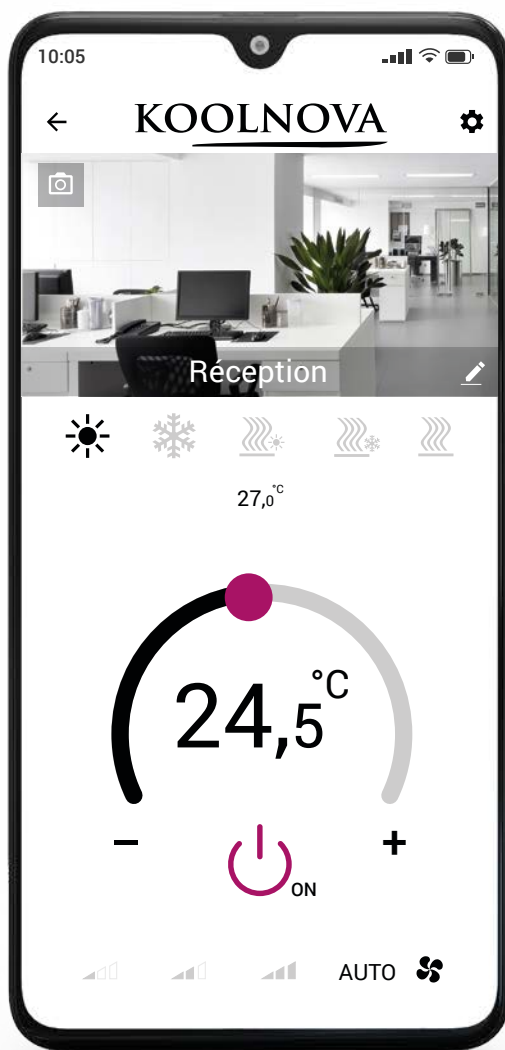 10:05
KOOLNOVA
Réception
27,0°C
24,5°C
− +
ON
AUTO